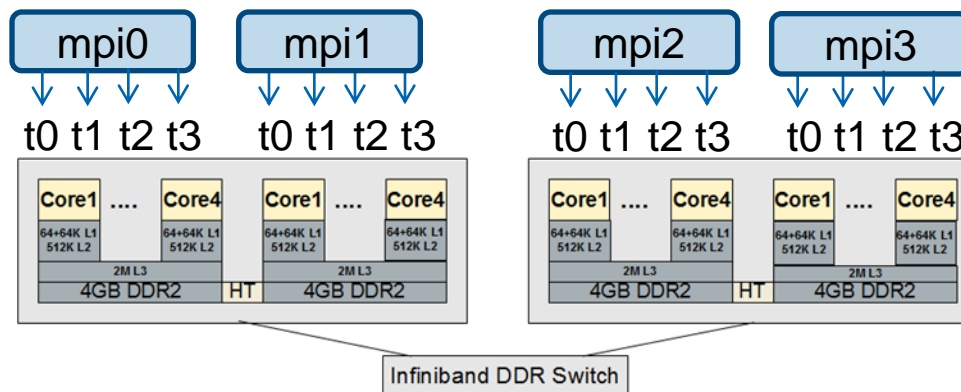 mpi0 mpi1 mpi2 mpi3
t0 t1 t2 t3 t0 t1 t2 t3 t0 t1 t2 t3 t0 t1 t2 t3
Core1 .... Core4 Core1 .... Core4 Core1 .... Core4 Core1 .... Core4
64+64K L1 64+64K L1 64+64K L1 64+64K L1 64+64K L1 64+64K L1 64+64K L1 64+64K L1
512K L2 512K L2 512K L2 512K L2 512K L2 512K L2 512K L2 512K L2
2M L3 2M L3 2M L3 2M L3
4GB DDR2 HT 4GB DDR2 4GB DDR2 HT 4GB DDR2
Infiniband DDR Switch